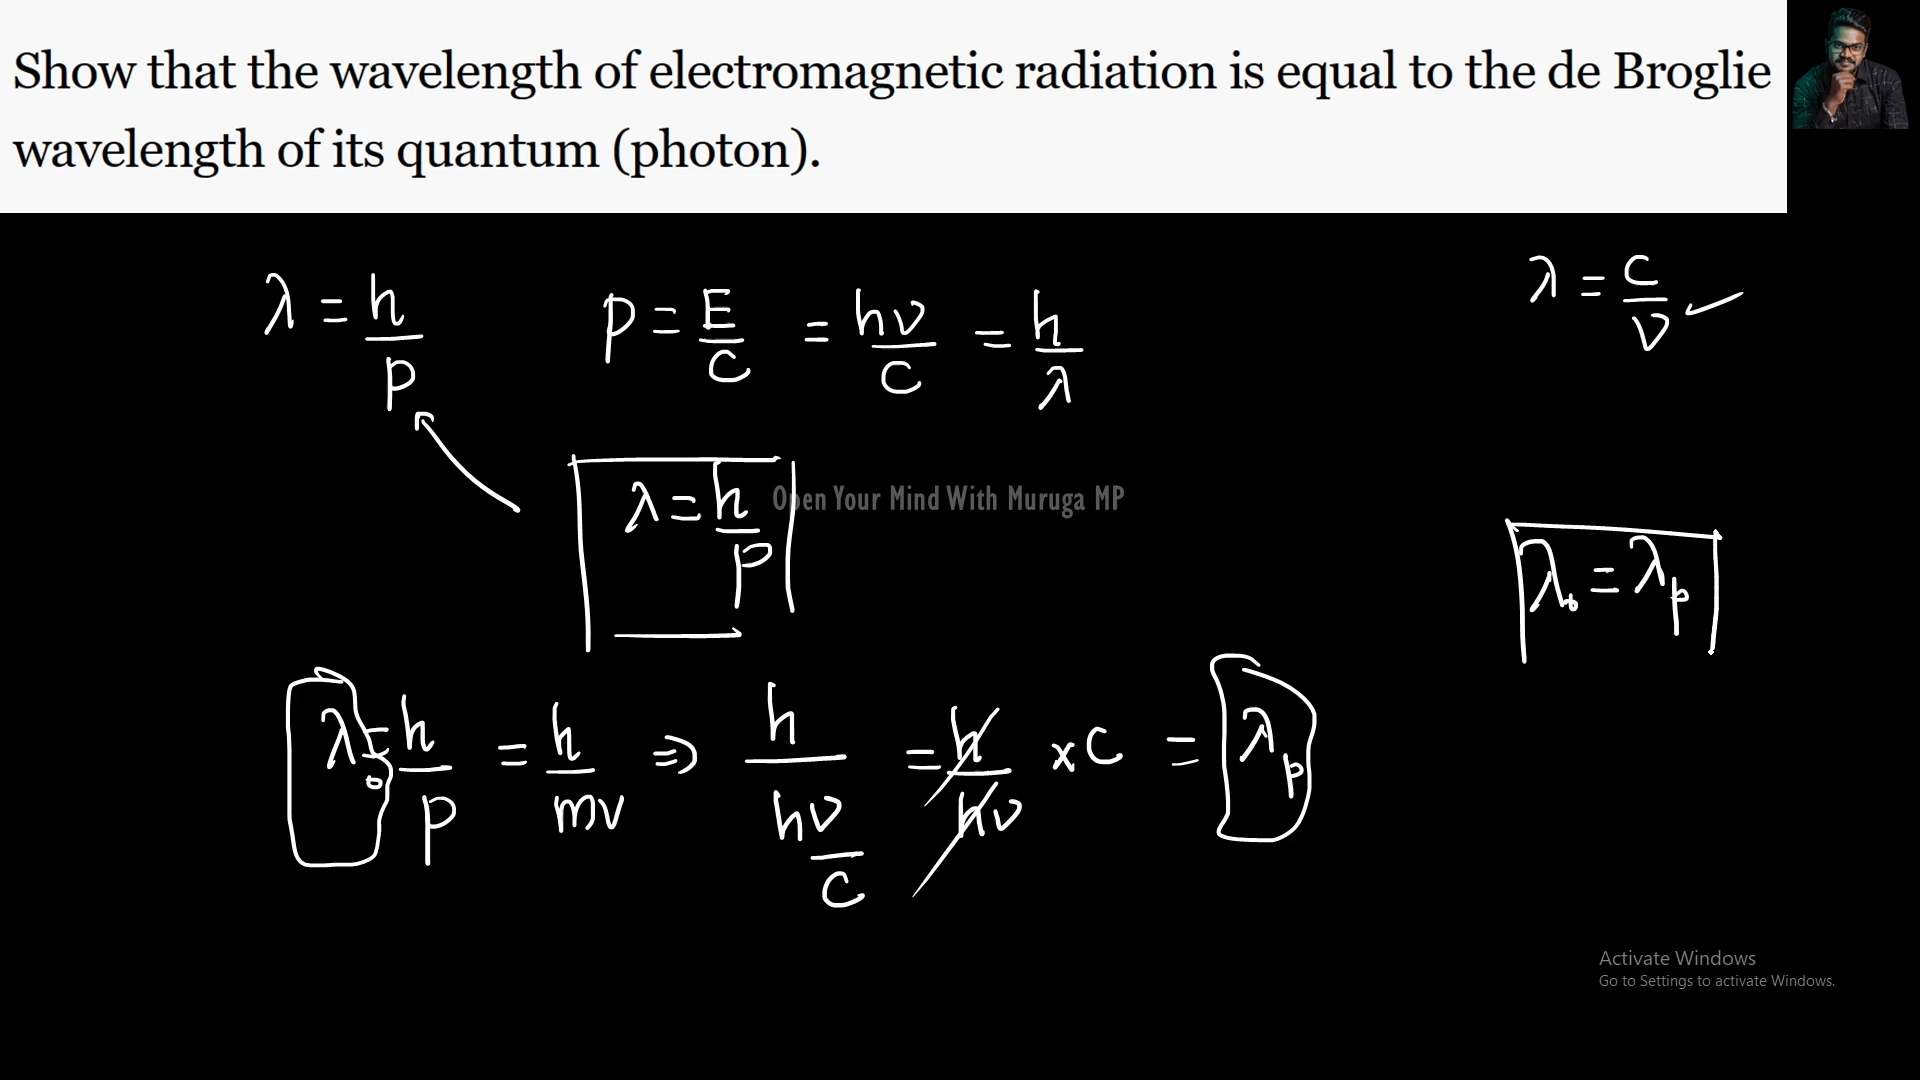 Show that the wavelength of electromagnetic radiation is equal to the de Broglie
wavelength of its quantum (photon).
λ = h/p
p = E/C = hν/C = h/λ
λ = C/ν
λ = h/p
Open Your Mind With Muruga MP
λ₀ = λp
λ₀ = h/p = h/mv ⇒ h/(hν/C) = h/hν × C = λp
Activate Windows
Go to Settings to activate Windows.